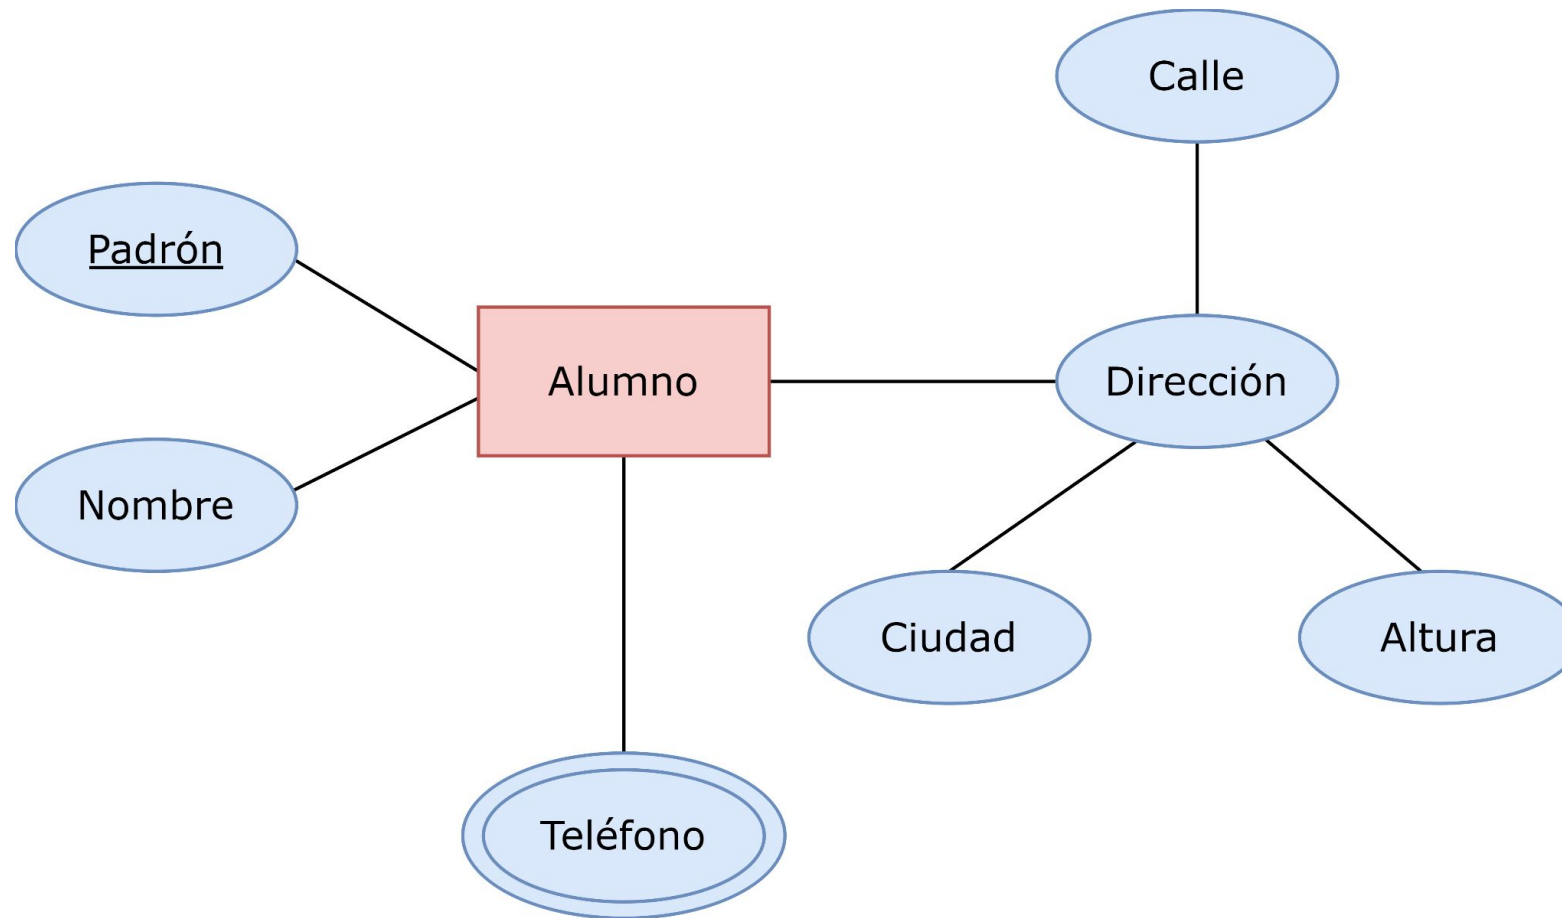 Calle
Padrón
Alumno
Dirección
Nombre
Ciudad
Altura
Teléfono